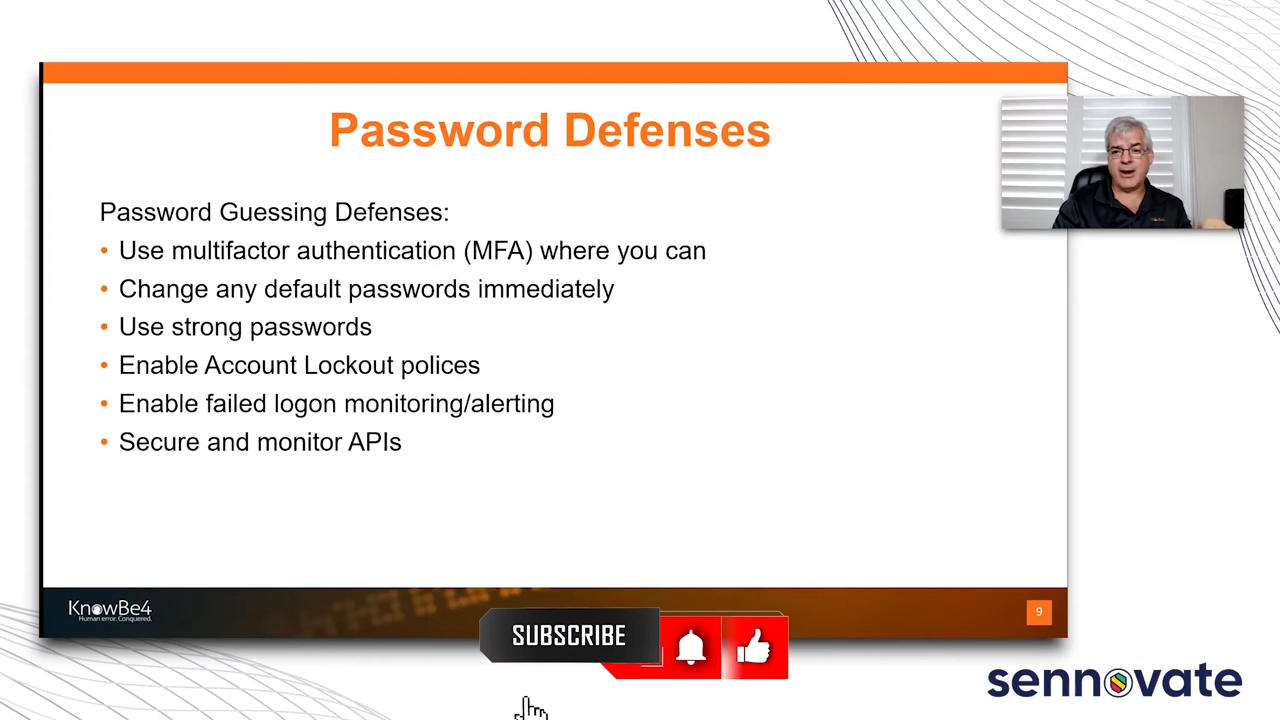 Password Defenses
Password Guessing Defenses:
• Use multifactor authentication (MFA) where you can
• Change any default passwords immediately
• Use strong passwords
• Enable Account Lockout polices
• Enable failed logon monitoring/alerting
• Secure and monitor APIs
KnowBe4
Human error. Conquered.
9
SUBSCRIBE
sennovate